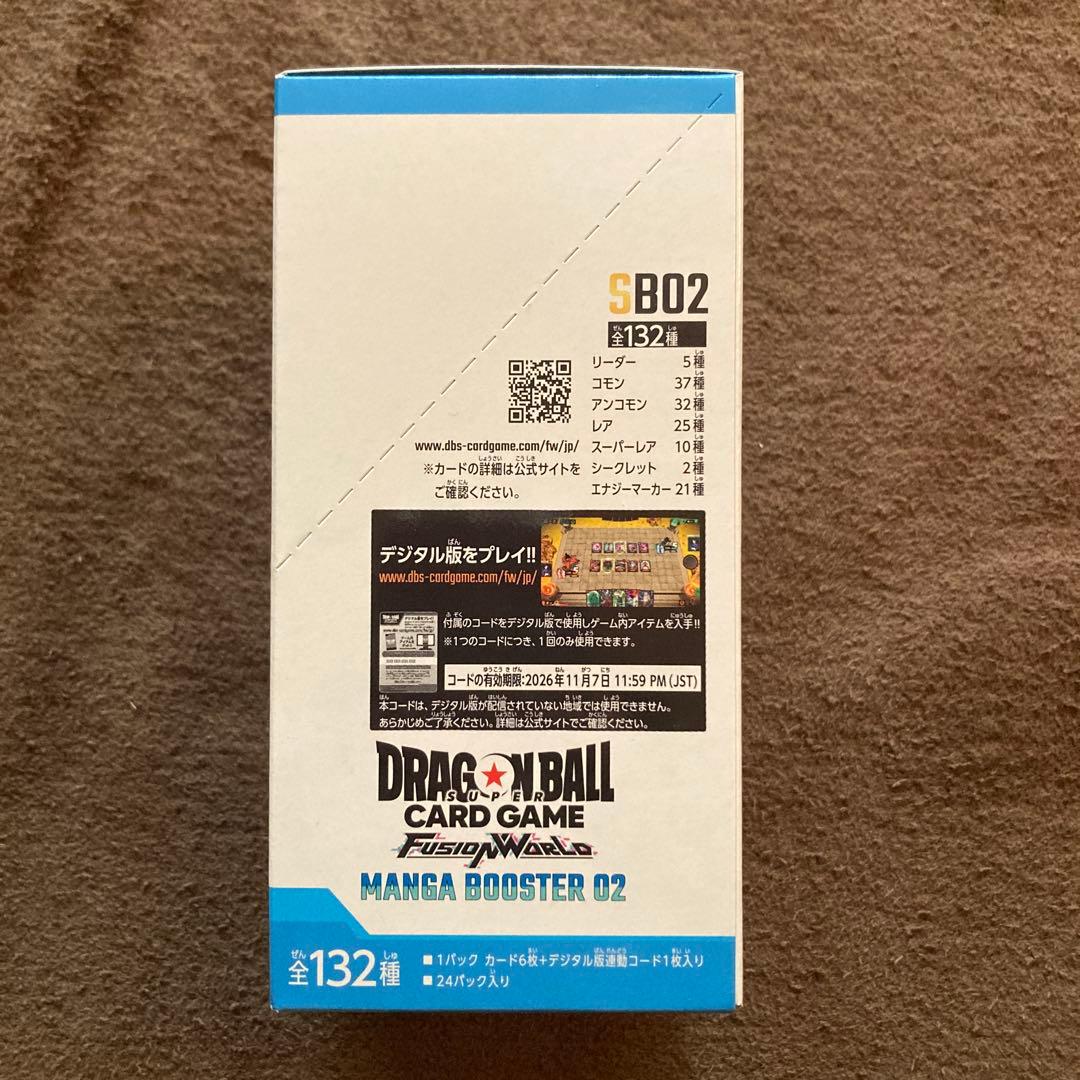 SB02
全132種
リーダー 5種
コモン 37種
アンコモン 32種
レア 25種
スーパーレア 10種
シークレット 2種
エナジーマーカー 21種
www.dbs-cardgame.com/fw/jp/
※カードの詳細は公式サイトを
ご確認ください。
デジタル版をプレイ!!
www.dbs-cardgame.com/fw/jp/
付属のコードをデジタル版で使用しゲーム内アイテムを入手!!
※1つのコードにつき、1回のみ使用できます。
コードの有効期限:2026年11月7日 11:59 PM (JST)
本コードは、デジタル版が配信されていない地域では使用できません。
あらかじめご了承ください。詳細は公式サイトでご確認ください。
DRAGON BALL
SUPER
CARD GAME
FUSION WORLD
MANGA BOOSTER 02
全132種
■1パック カード6枚+デジタル版連動コード1枚入り
■24パック入り